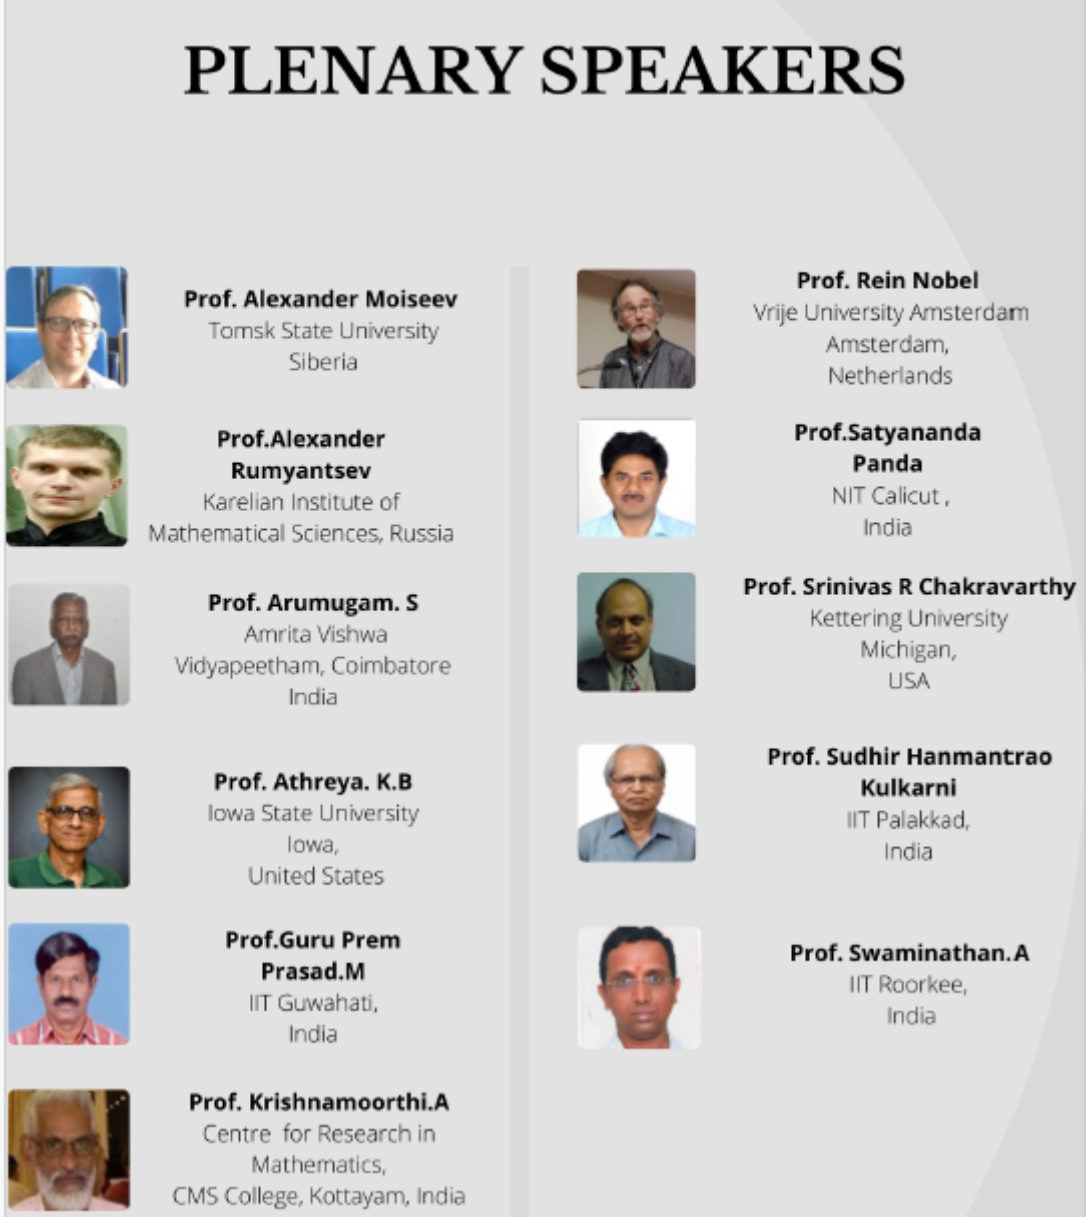 PLENARY SPEAKERS
Prof. Alexander Moiseev
Tomsk State University
Siberia
Prof.Alexander
Rumyantsev
Karelian Institute of
Mathematical Sciences, Russia
Prof. Arumugam. S
Amrita Vishwa
Vidyapeetham, Coimbatore
India
Prof. Athreya. K.B
Iowa State University
Iowa,
United States
Prof.Guru Prem
Prasad.M
IIT Guwahati,
India
Prof. Krishnamoorthi.A
Centre for Research in
Mathematics,
CMS College, Kottayam, India
Prof. Rein Nobel
Vrije University Amsterdam
Amsterdam,
Netherlands
Prof.Satyananda
Panda
NIT Calicut ,
India
Prof. Srinivas R Chakravarthy
Kettering University
Michigan,
USA
Prof. Sudhir Hanmantrao
Kulkarni
IIT Palakkad,
India
Prof. Swaminathan.A
IIT Roorkee,
India